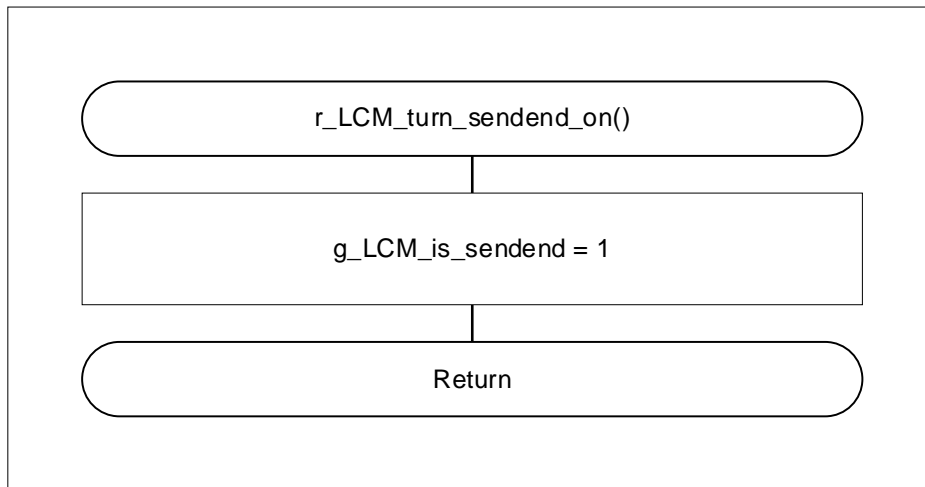 r_LCM_turn_sendend_on()
g_LCM_is_sendend = 1
Return